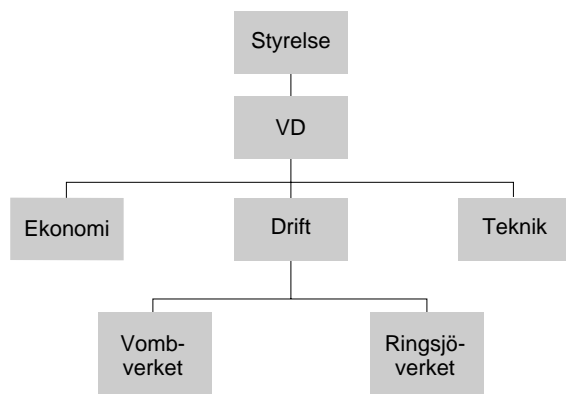 Styrelse
VD
Ekonomi
Drift
Teknik
Vomb-
verket
Ringsjö-
verket